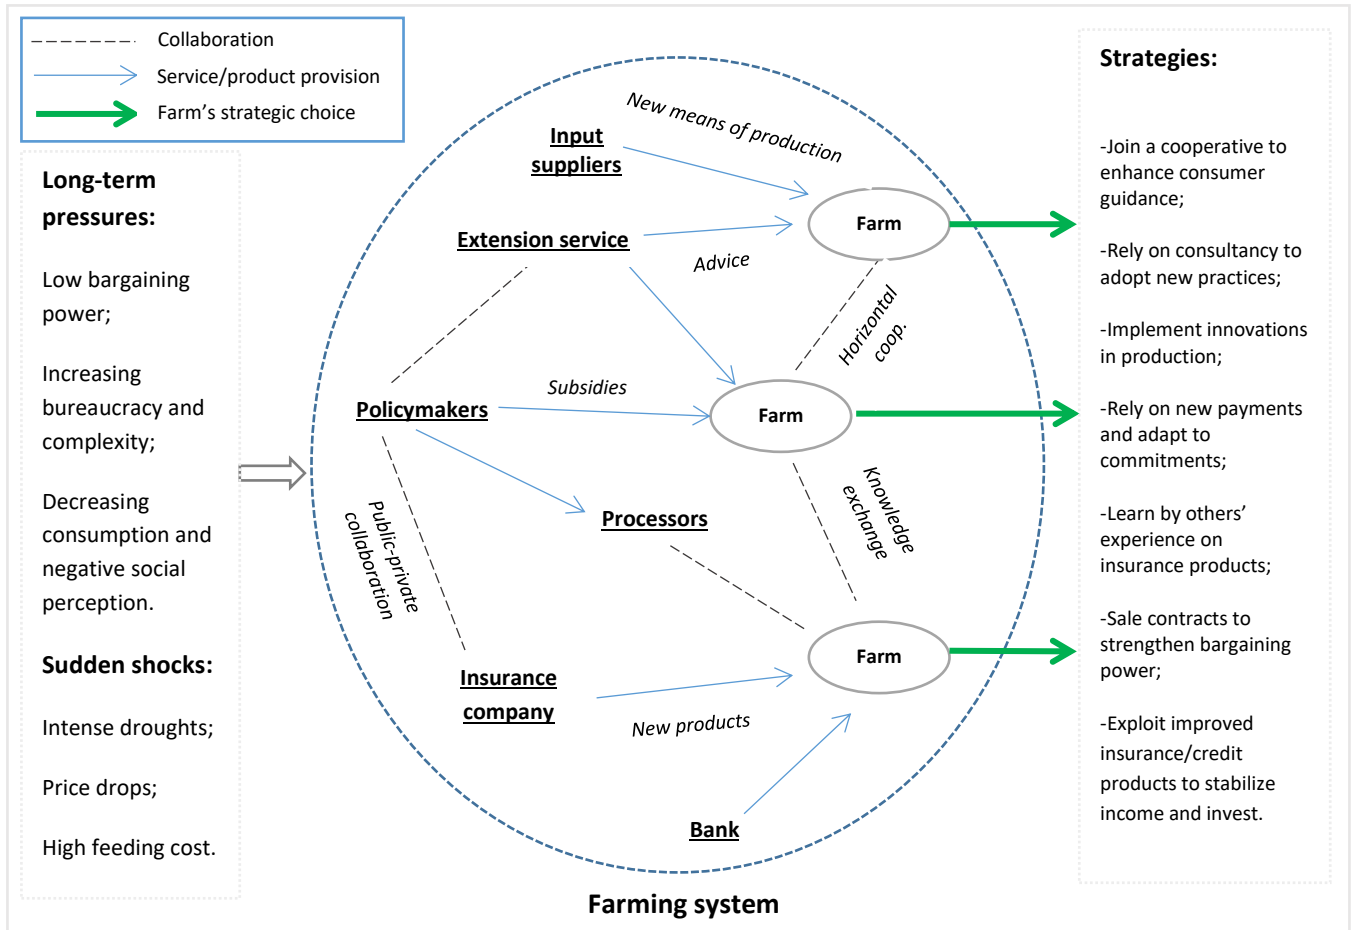 Collaboration
Service/product provision
Farm's strategic choice
Long-term
pressures:
Low bargaining
power;
Increasing
bureaucracy and
complexity;
Decreasing
consumption and
negative social
perception.
Sudden shocks:
Intense droughts;
Price drops;
High feeding cost.
New means of production
Input
suppliers
Farm
Extension service
Advice
Horizontal
coop.
Subsidies
Policymakers
Farm
Knowledge
exchange
Public-private
collaboration
Processors
Farm
Insurance
company
New products
Bank
Farming system
Strategies:
-Join a cooperative to
enhance consumer
guidance;
-Rely on consultancy to
adopt new practices;
-Implement innovations
in production;
-Rely on new payments
and adapt to
commitments;
-Learn by others’
experience on
insurance products;
-Sale contracts to
strengthen bargaining
power;
-Exploit improved
insurance/credit
products to stabilize
income and invest.